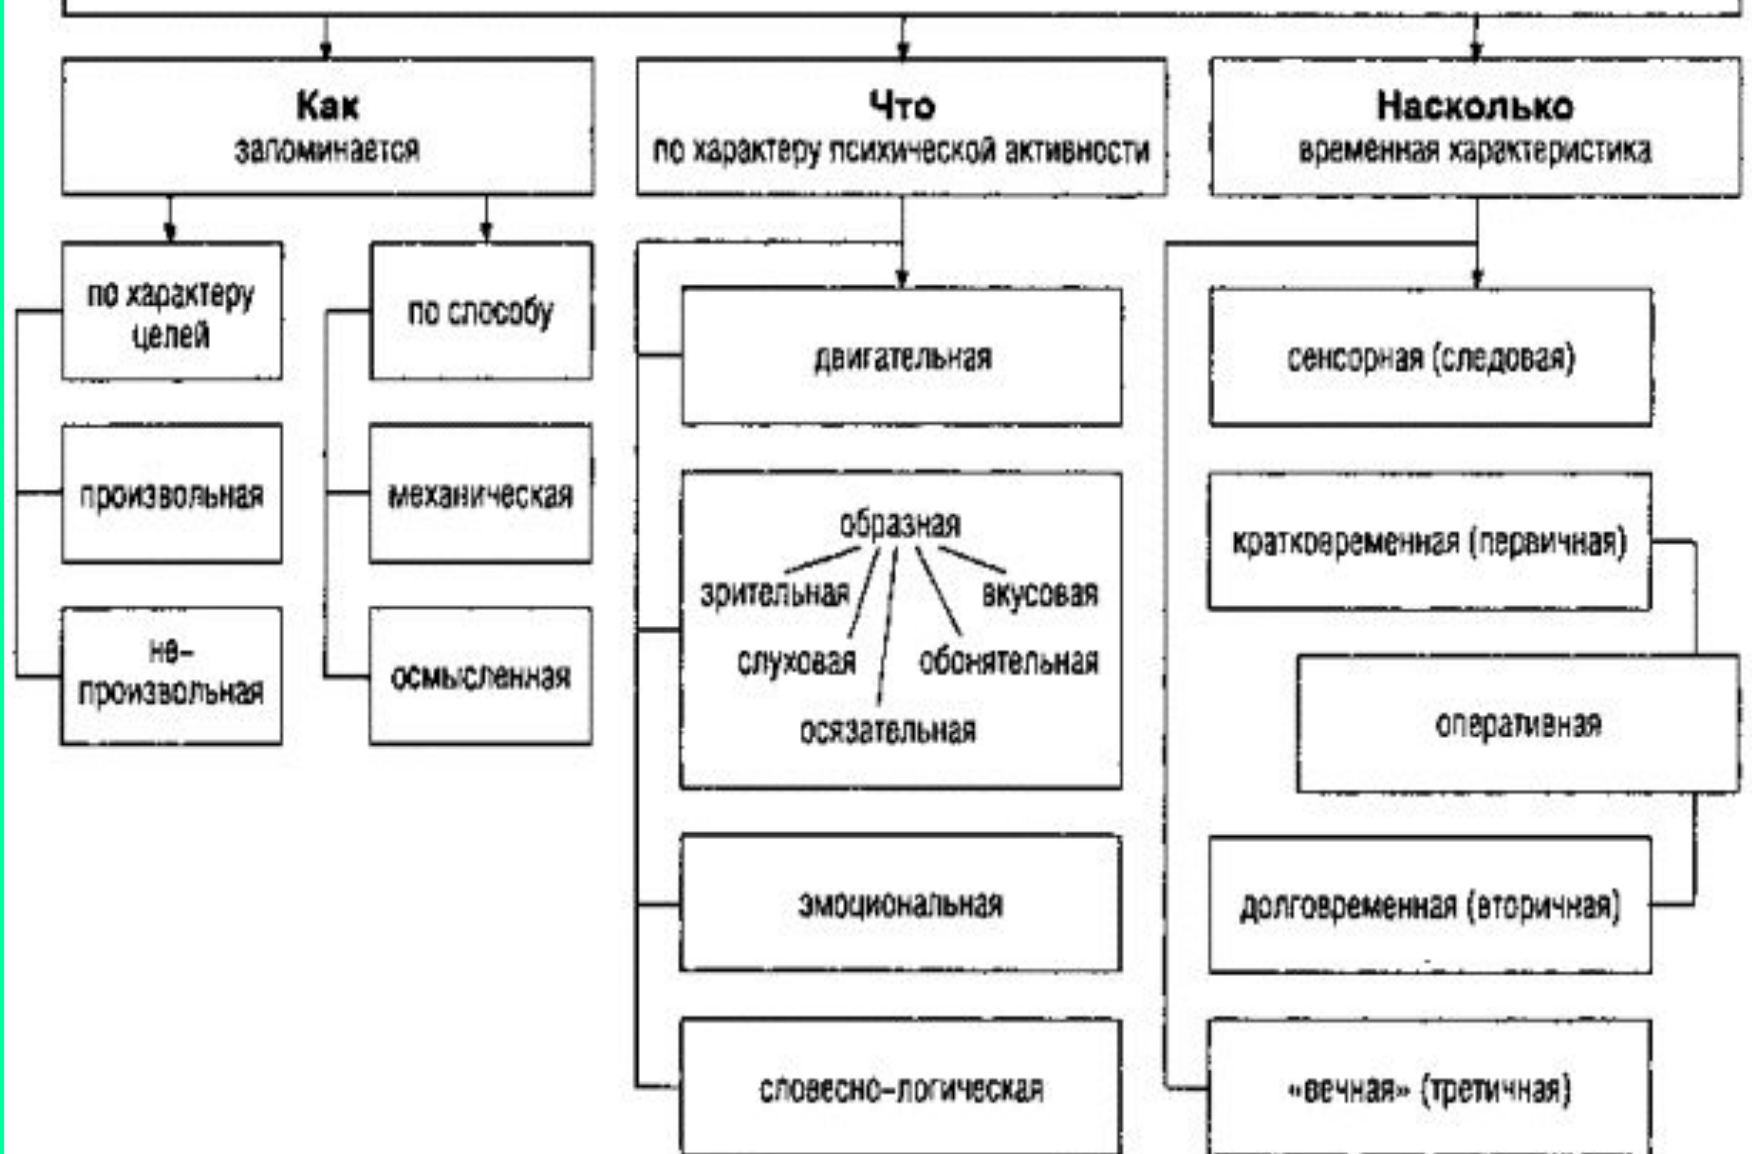 Как
запоминается
Что
по характеру психической активности
Насколько
временная характеристика
по характеру
целей
по способу
двигательная
сенсорная (следовая)
произвольная
механическая
образная
зрительная
вкусовая
слуховая
обонятельная
осязательная
кратковременная (первичная)
не-
произвольная
осмысленная
оперативная
эмоциональная
долговременная (вторичная)
словесно-логическая
«вечная» (третичная)